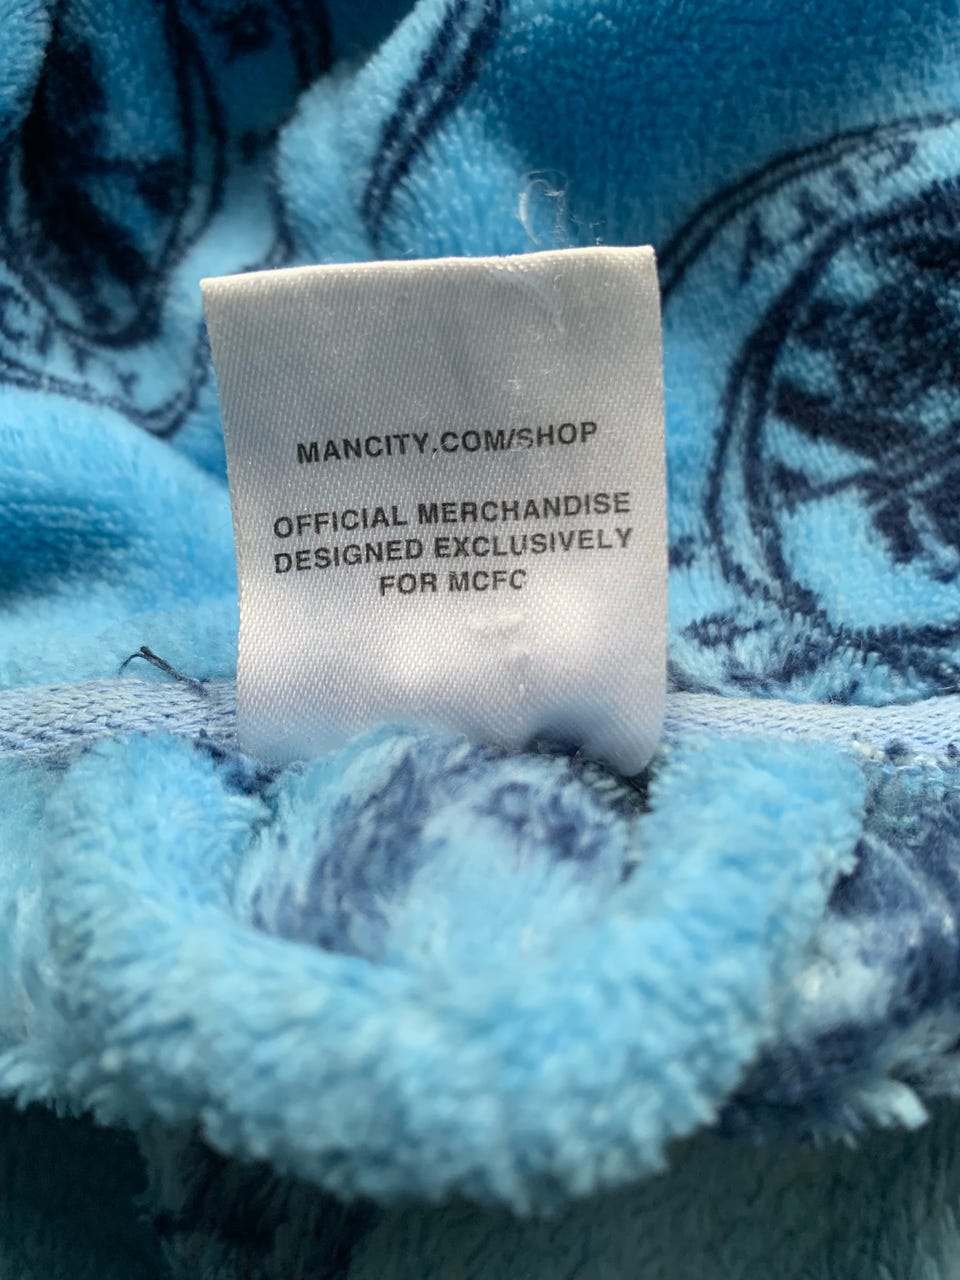 MANCITY.COM/SHOP
OFFICIAL MERCHANDISE
DESIGNED EXCLUSIVELY
FOR MCFC